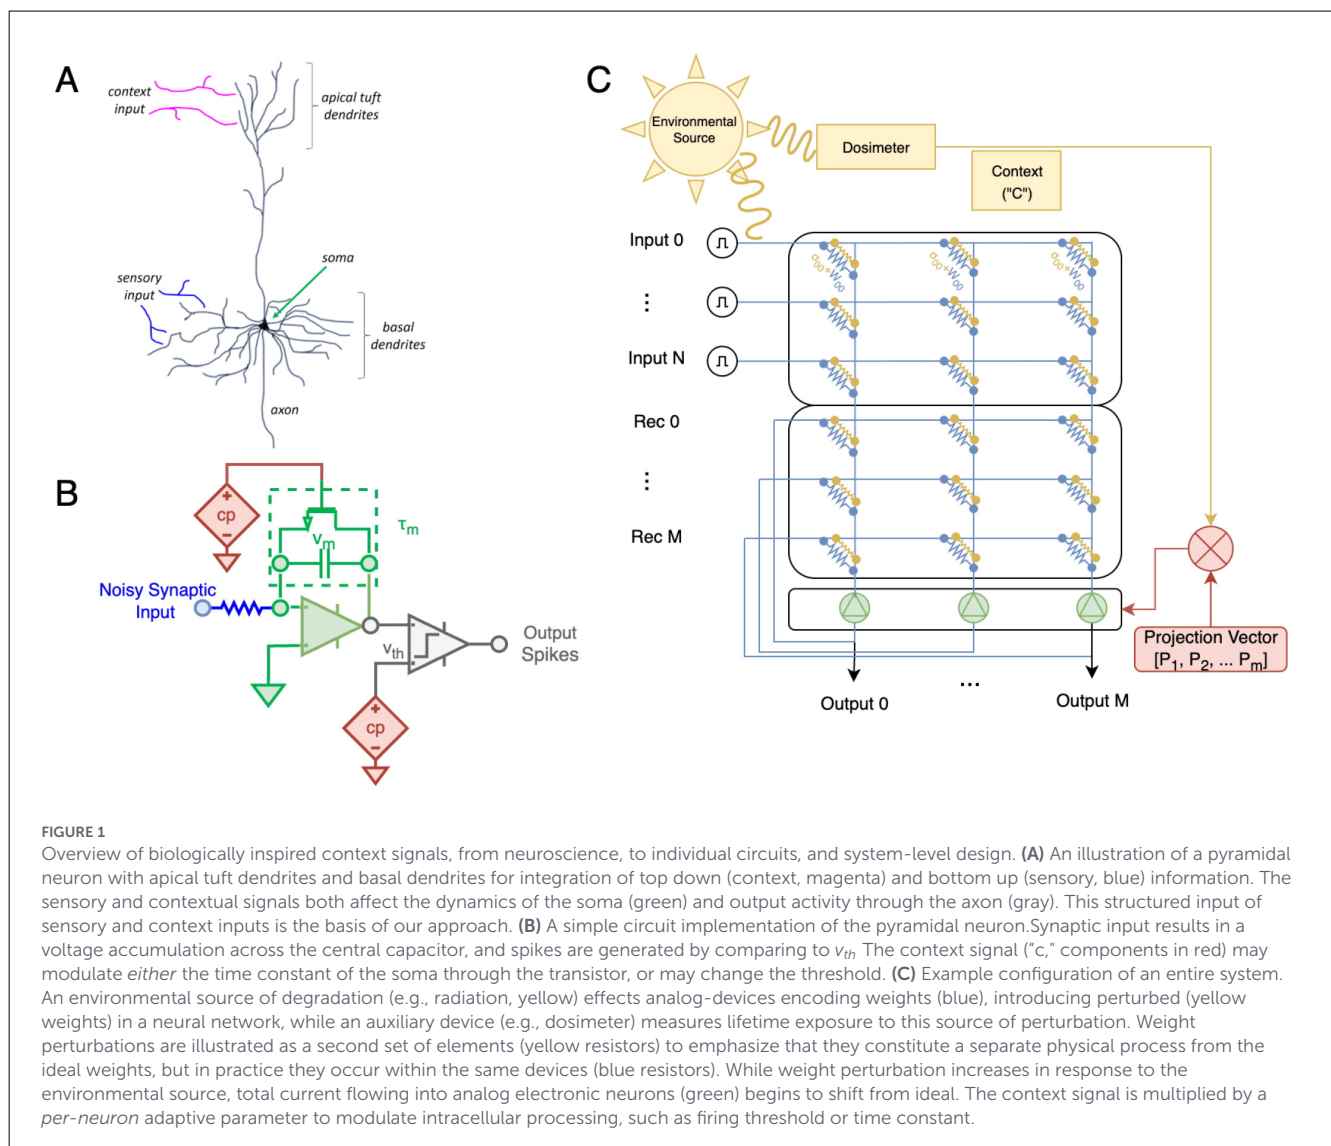 A
context
input
apical tuft
dendrites
soma
sensory
input
basal
dendrites
axon
B
+
cp
−
τm
vm
Noisy Synaptic
Input
vth
Output
Spikes
+
cp
−
C
Environmental
Source
Dosimeter
Context
("C")
Input 0
σ00+W00
σ00+W00
σ00+W00
⋮
Input N
Rec 0
⋮
Rec M
Projection Vector
[P1, P2, ... Pm]
Output 0
...
Output M
FIGURE 1
Overview of biologically inspired context signals, from neuroscience, to individual circuits, and system-level design. (A) An illustration of a pyramidal
neuron with apical tuft dendrites and basal dendrites for integration of top down (context, magenta) and bottom up (sensory, blue) information. The
sensory and contextual signals both affect the dynamics of the soma (green) and output activity through the axon (gray). This structured input of
sensory and context inputs is the basis of our approach. (B) A simple circuit implementation of the pyramidal neuron.Synaptic input results in a
voltage accumulation across the central capacitor, and spikes are generated by comparing to vth. The context signal ("c," components in red) may
modulate either the time constant of the soma through the transistor, or may change the threshold. (C) Example configuration of an entire system.
An environmental source of degradation (e.g., radiation, yellow) effects analog-devices encoding weights (blue), introducing perturbed (yellow
weights) in a neural network, while an auxiliary device (e.g., dosimeter) measures lifetime exposure to this source of perturbation. Weight
perturbations are illustrated as a second set of elements (yellow resistors) to emphasize that they constitute a separate physical process from the
ideal weights, but in practice they occur within the same devices (blue resistors). While weight perturbation increases in response to the
environmental source, total current flowing into analog electronic neurons (green) begins to shift from ideal. The context signal is multiplied by a
per-neuron adaptive parameter to modulate intracellular processing, such as firing threshold or time constant.